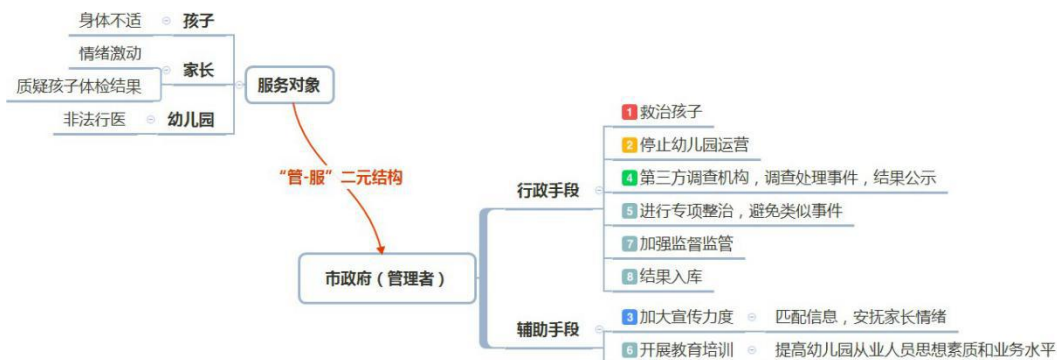 身体不适
孩子
情绪激动
家长
质疑孩子体检结果
非法行医
幼儿园
服务对象
“管-服”二元结构
市政府（管理者）
行政手段
1 救治孩子
2 停止幼儿园运营
4 第三方调查机构，调查处理事件，结果公示
5 进行专项整治，避免类似事件
7 加强监督监管
8 结果入库
辅助手段
3 加大宣传力度
匹配信息，安抚家长情绪
6 开展教育培训
提高幼儿园从业人员思想素质和业务水平